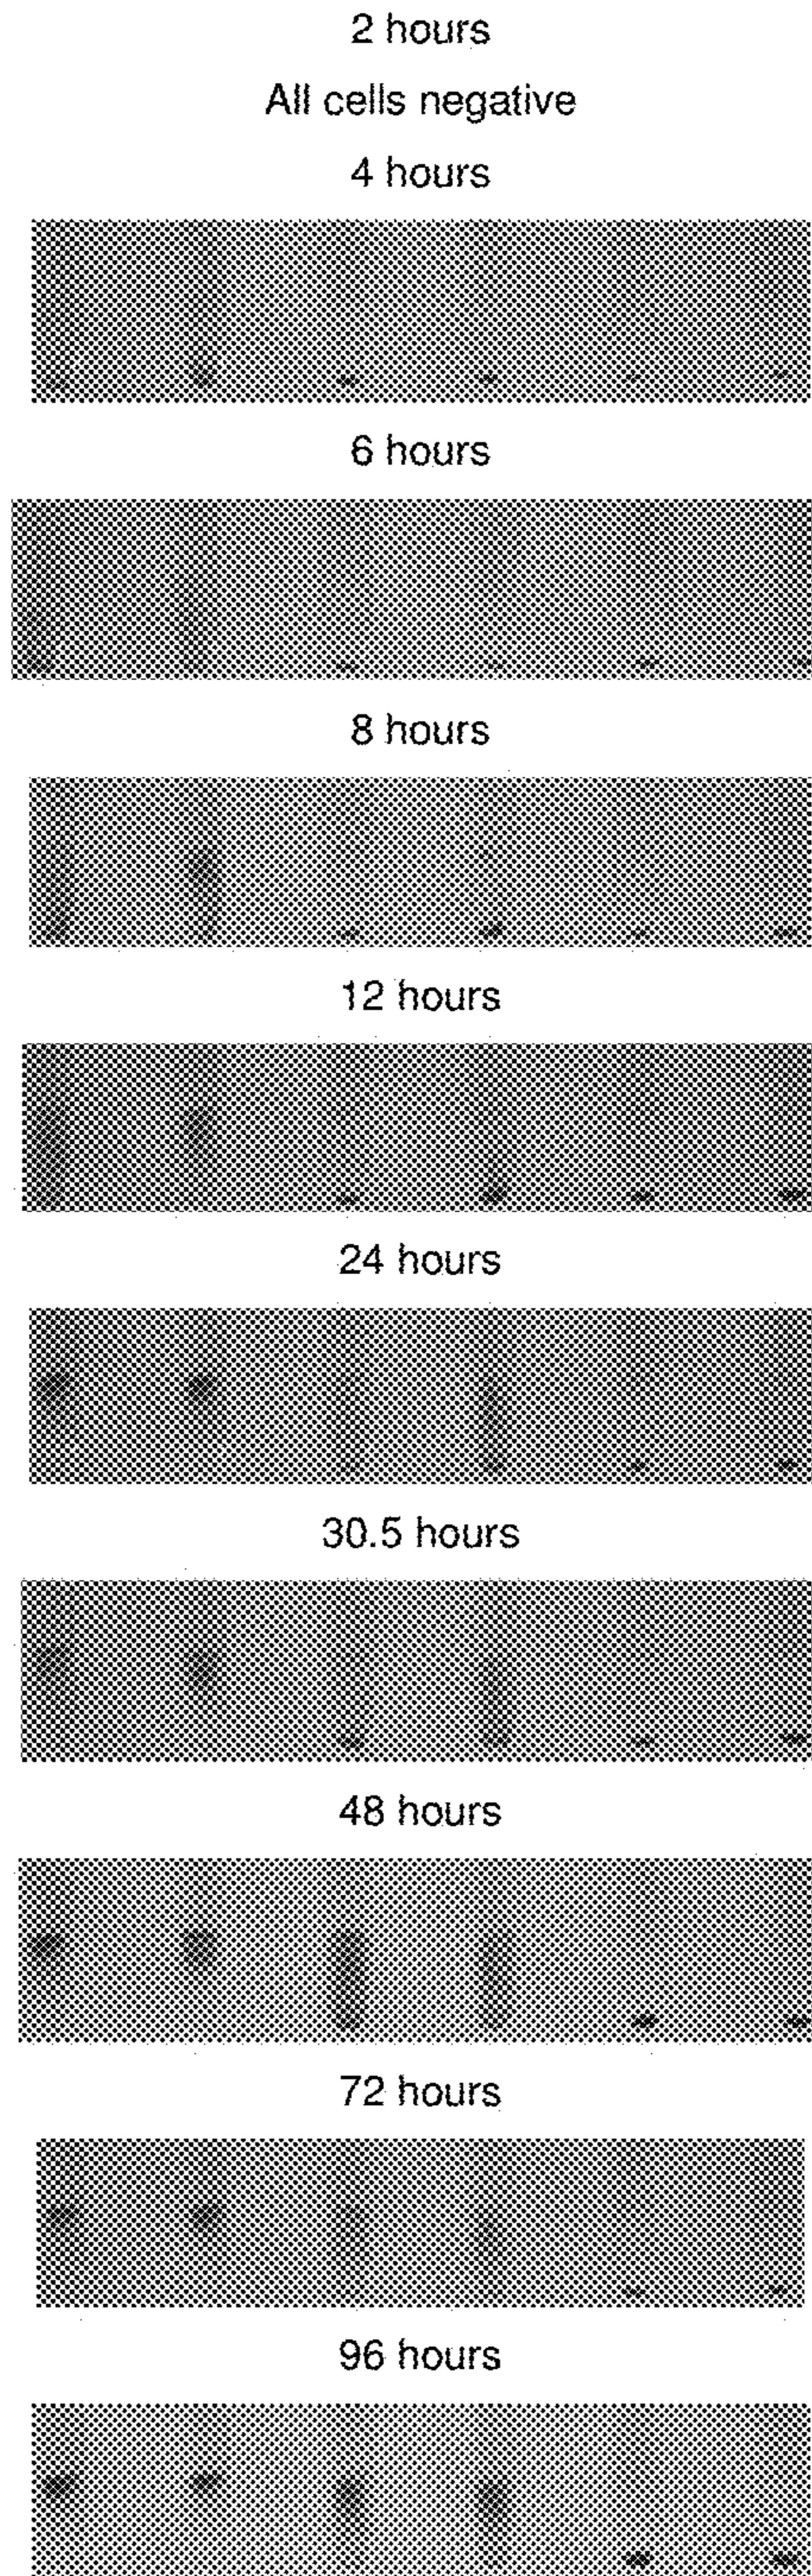 2 hours
All cells negative
4 hours
6 hours
8 hours
12 hours
24 hours
30.5 hours
48 hours
72 hours
96 hours